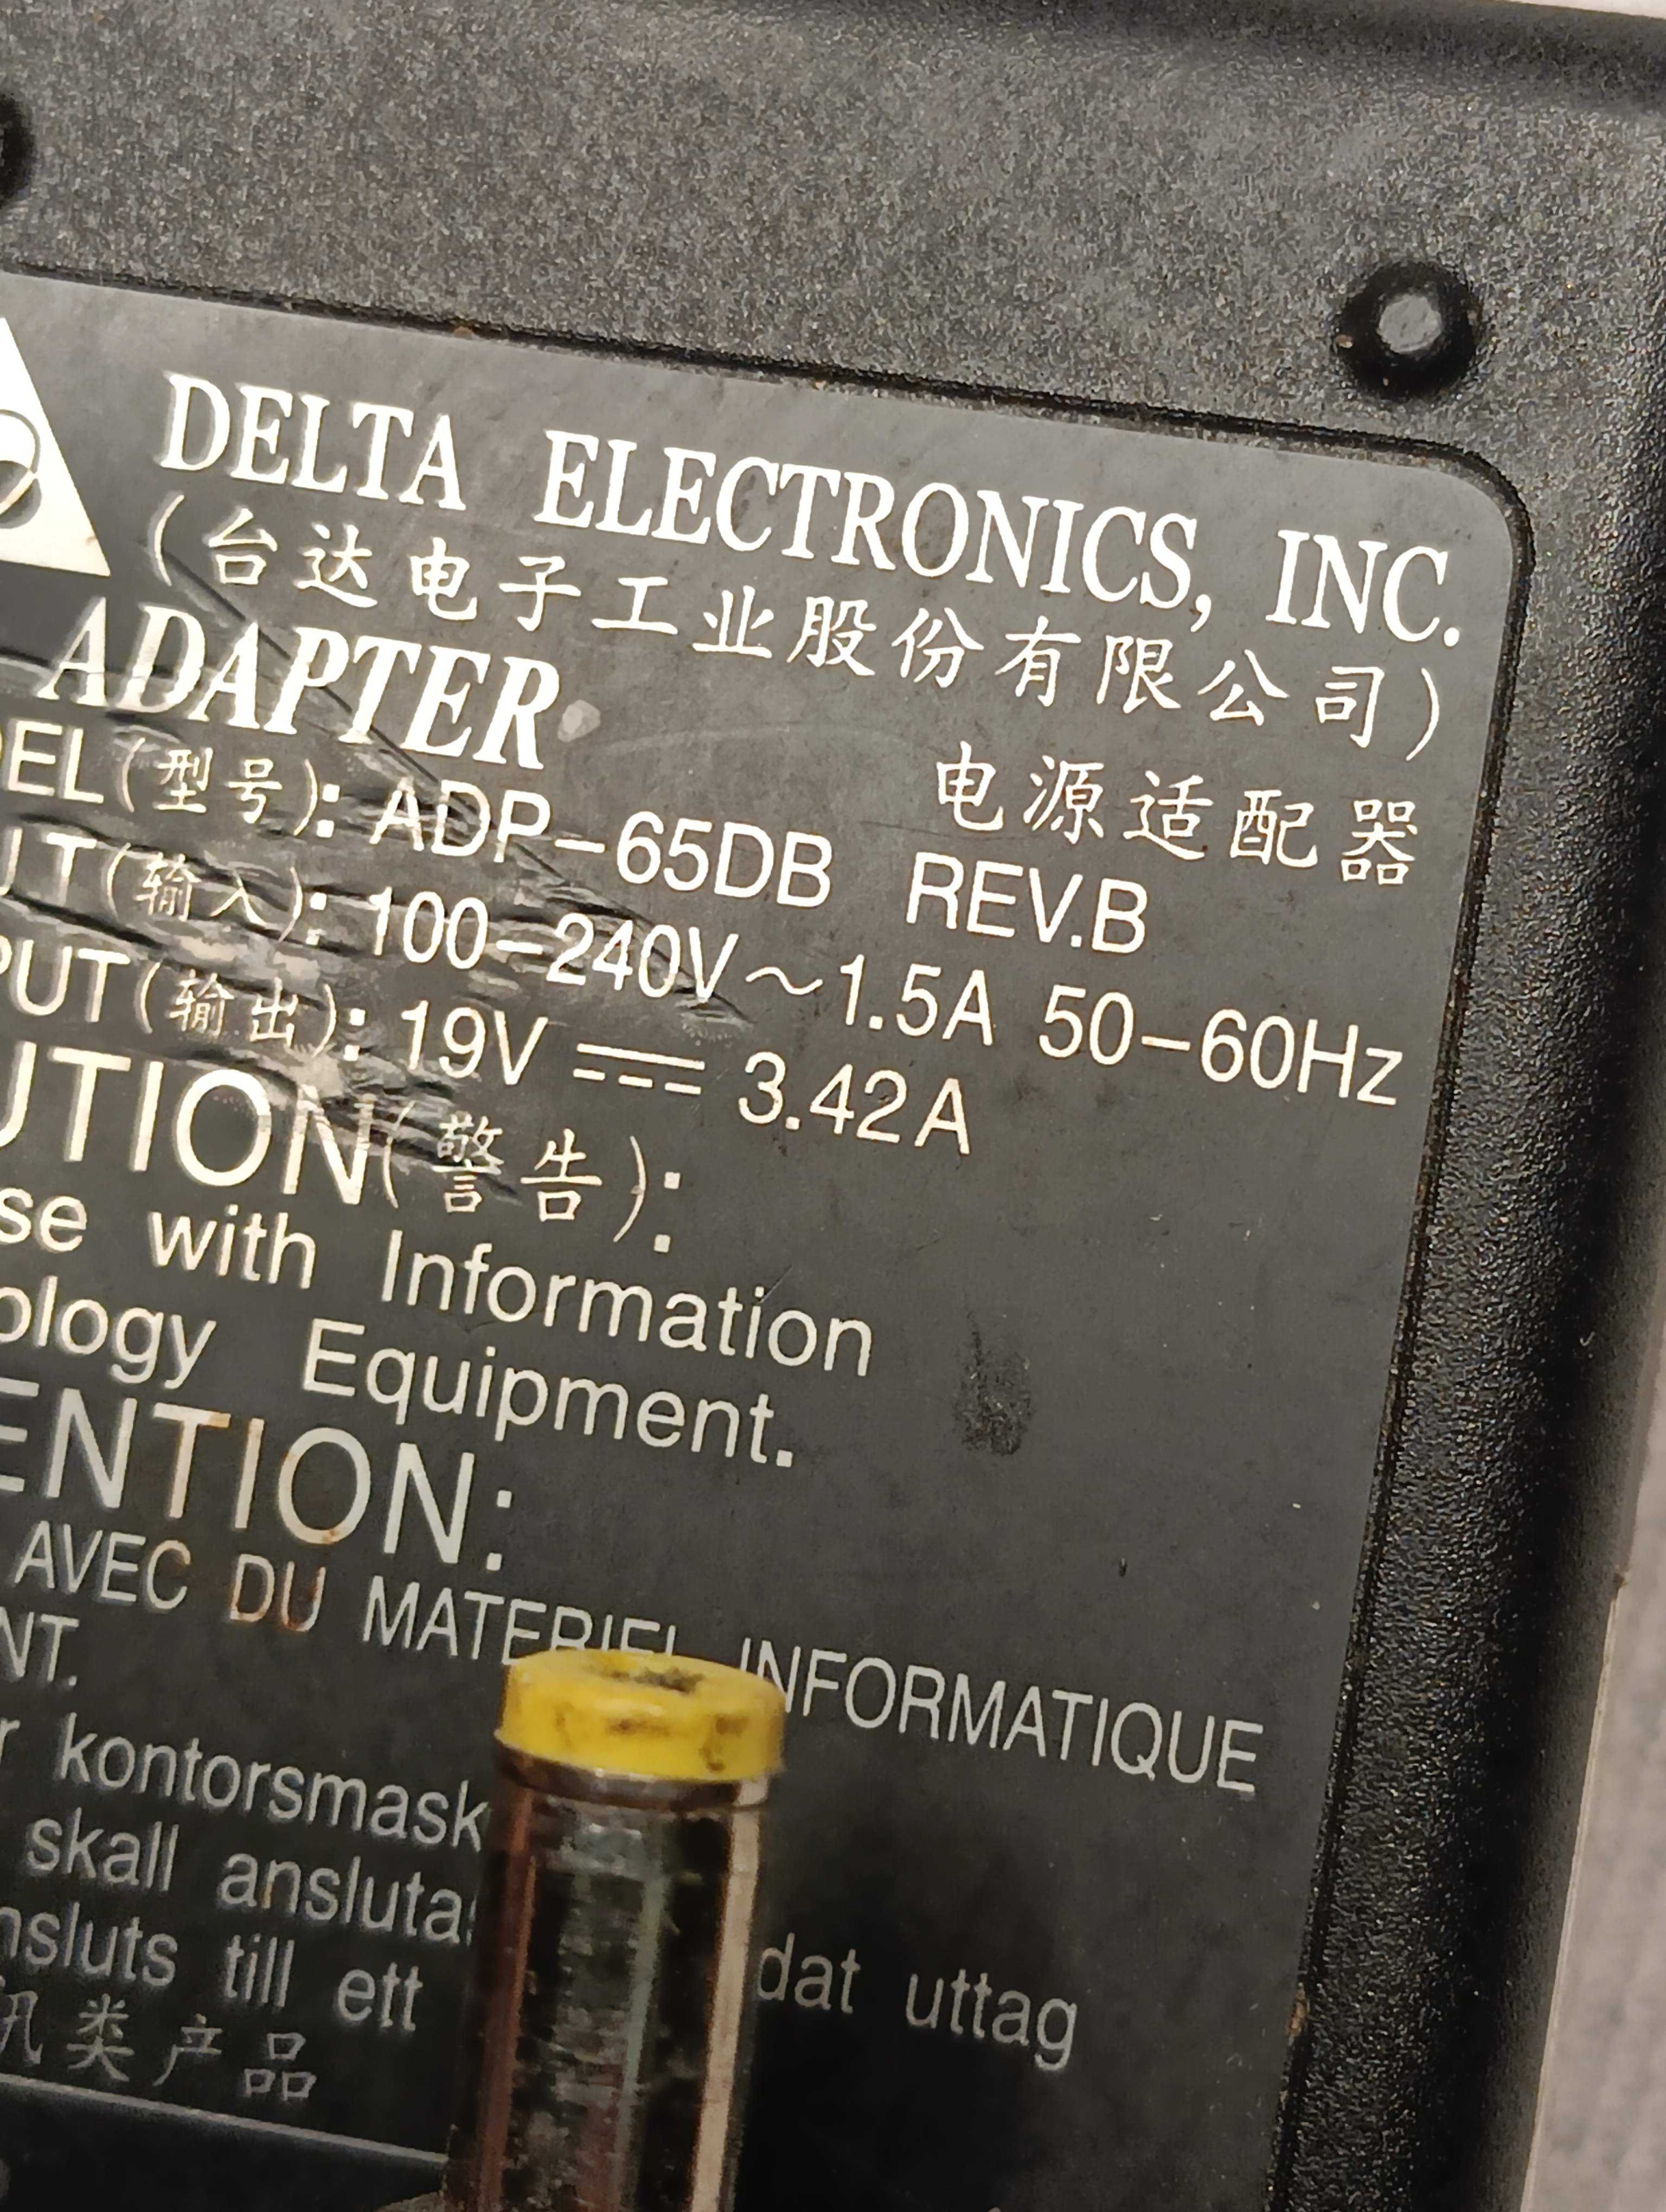 DELTA ELECTRONICS, INC.
(台达电子工业股份有限公司)
ADAPTER 电源适配器
DEL(型号): ADP-65DB REV.B
UT(输入): 100-240V～1.5A 50-60Hz
PUT(输出): 19V ⎓ 3.42A
UTION(警告):
se with Information
ology Equipment.
ENTION:
AVEC DU MATERIEL INFORMATIQUE
NT.
r kontorsmask
skall anslutas
nsluts till ett dat uttag
讯类产品